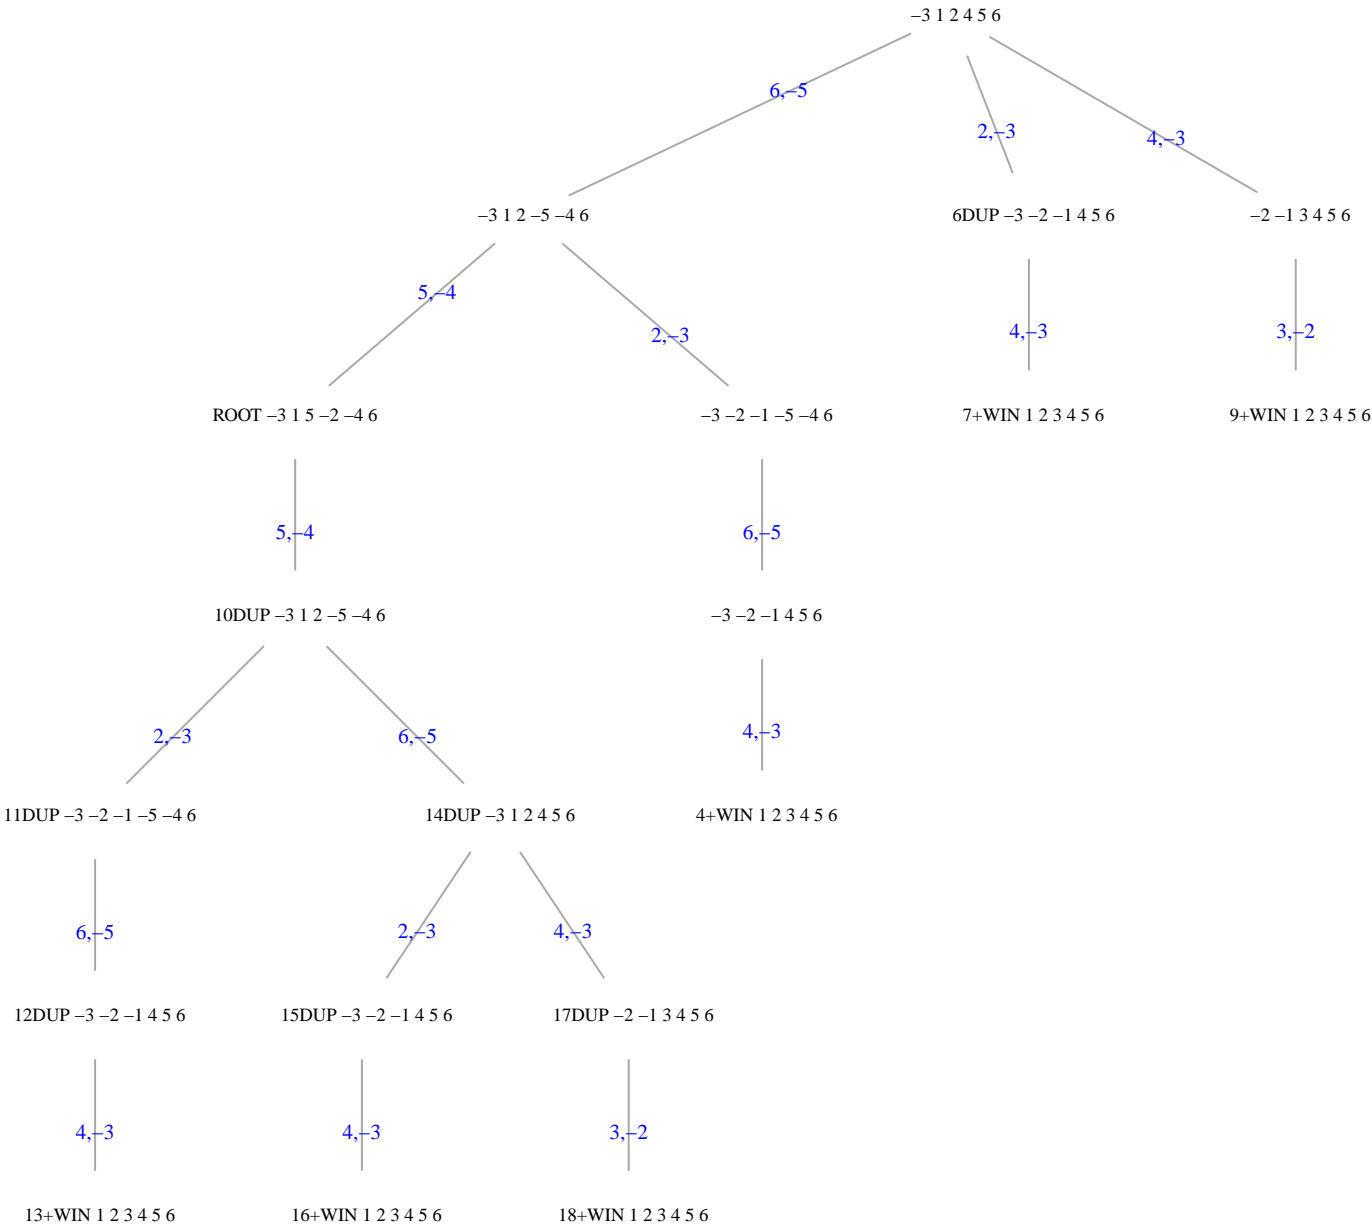 –3 1 2 4 5 6
6,–5
2,–3
4,–3
–3 1 2 –5 –4 6
6DUP –3 –2 –1 4 5 6
–2 –1 3 4 5 6
5,–4
2,–3
4,–3
3,–2
ROOT –3 1 5 –2 –4 6
–3 –2 –1 –5 –4 6
7+WIN 1 2 3 4 5 6
9+WIN 1 2 3 4 5 6
5,–4
6,–5
10DUP –3 1 2 –5 –4 6
–3 –2 –1 4 5 6
2,–3
6,–5
4,–3
11DUP –3 –2 –1 –5 –4 6
14DUP –3 1 2 4 5 6
4+WIN 1 2 3 4 5 6
6,–5
2,–3
4,–3
12DUP –3 –2 –1 4 5 6
15DUP –3 –2 –1 4 5 6
17DUP –2 –1 3 4 5 6
4,–3
4,–3
3,–2
13+WIN 1 2 3 4 5 6
16+WIN 1 2 3 4 5 6
18+WIN 1 2 3 4 5 6